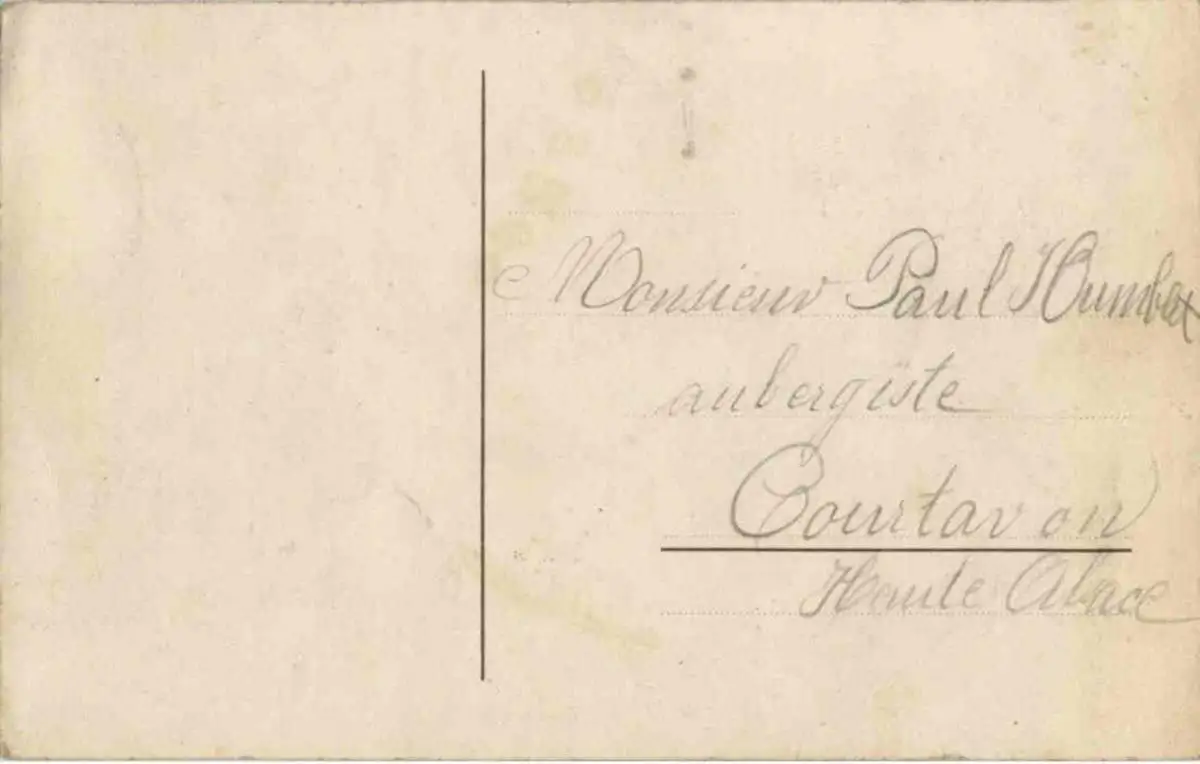 Monsieur Paul Humbert
aubergiste
Courtavon
Haute Alsace